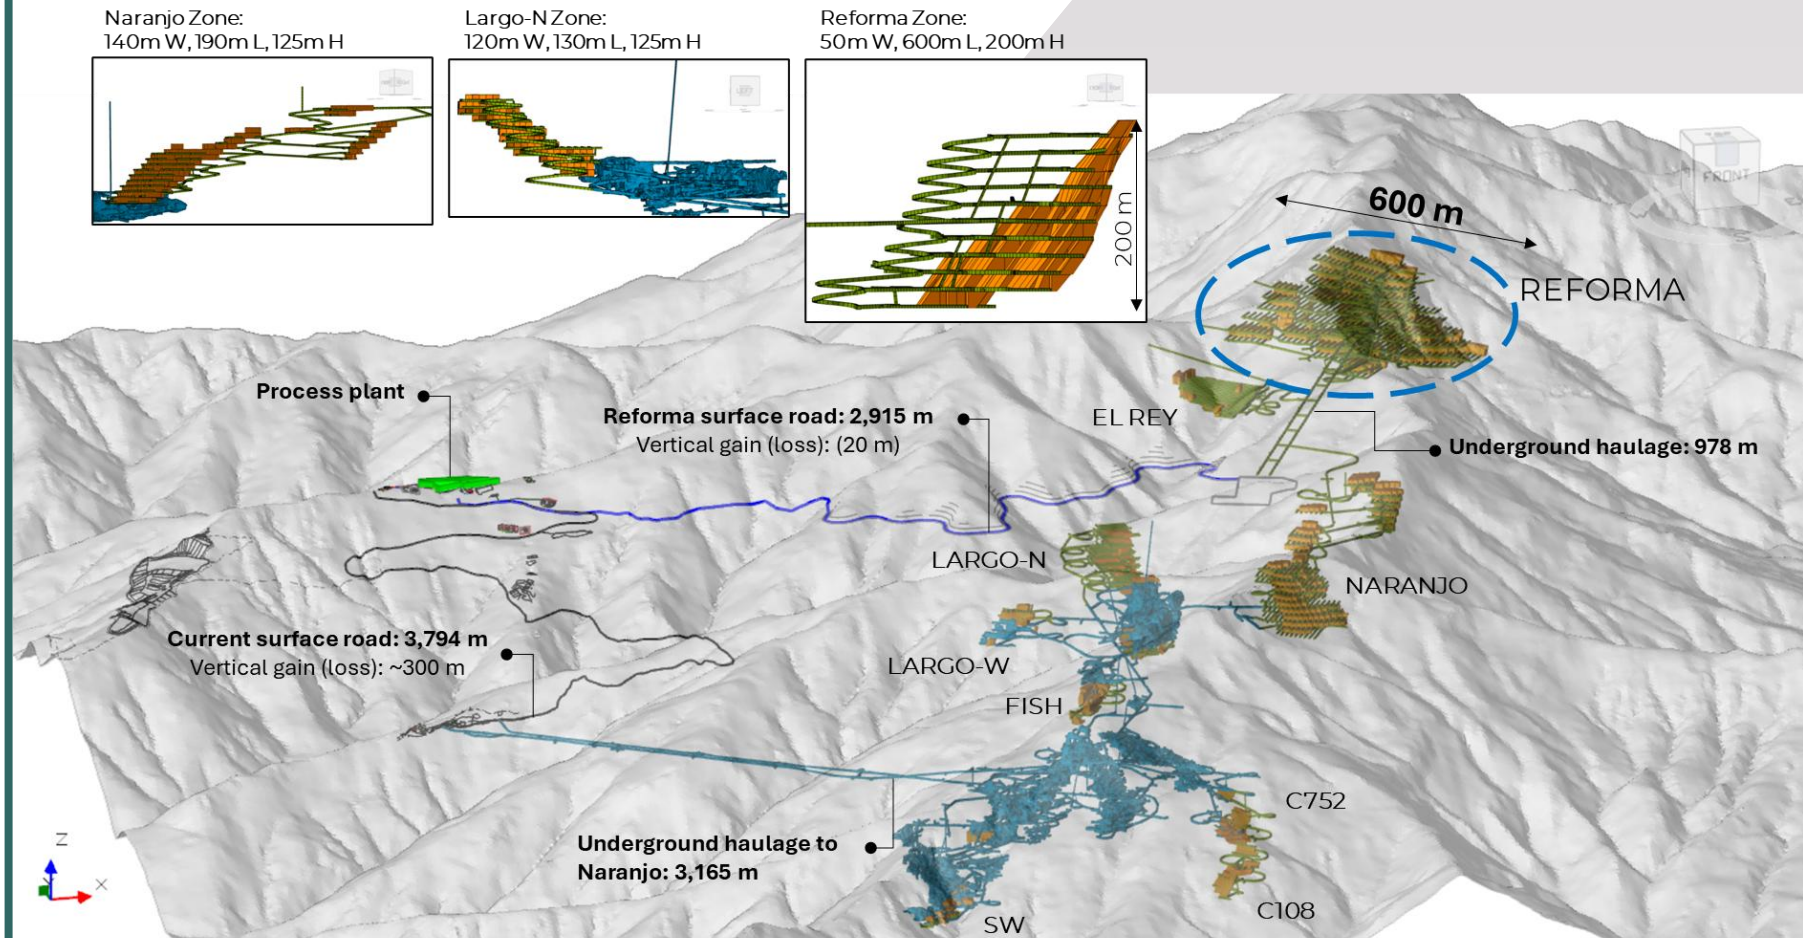 Naranjo Zone:
140m W, 190m L, 125m H
Largo-N Zone:
120m W, 130m L, 125m H
Reforma Zone:
50m W, 600m L, 200m H
200 m
TOP
FRONT
S
600 m
REFORMA
Process plant
Reforma surface road: 2,915 m
Vertical gain (loss): (20 m)
EL REY
Underground haulage: 978 m
LARGO-N
NARANJO
Current surface road: 3,794 m
Vertical gain (loss): ~300 m
LARGO-W
FISH
C752
Underground haulage to
Naranjo: 3,165 m
C108
SW
Z
X